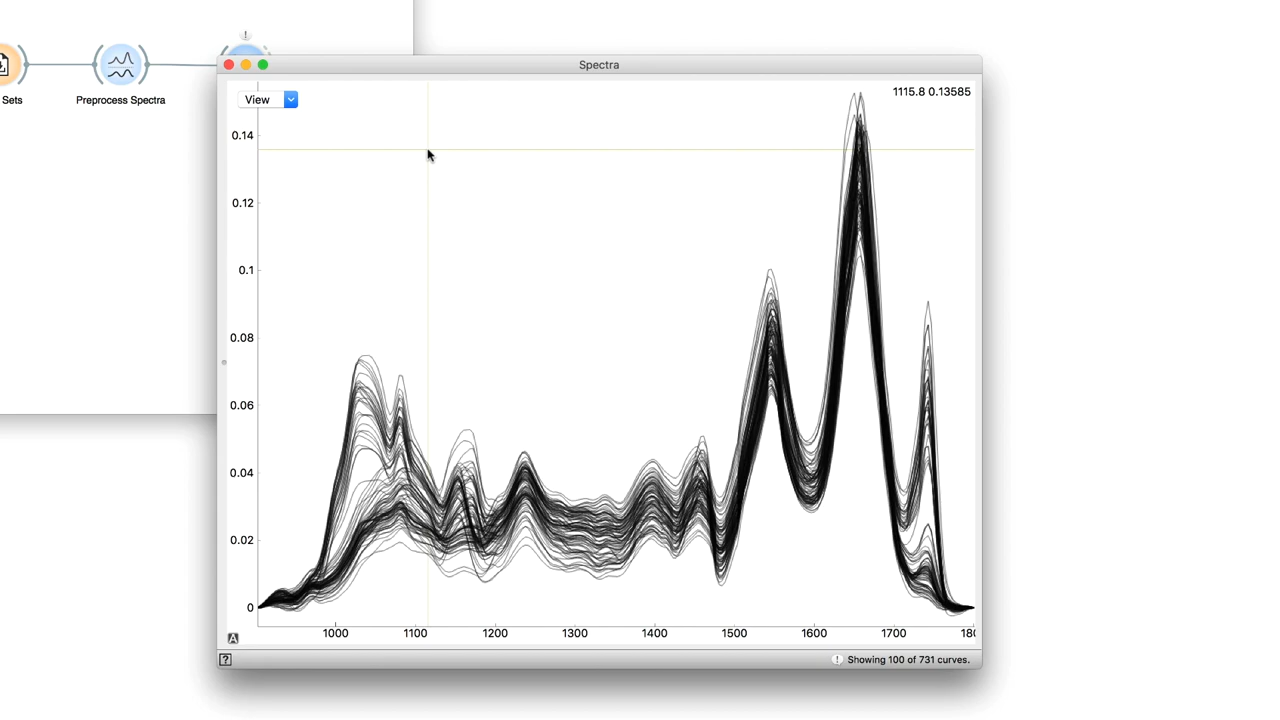 Sets
Preprocess Spectra
!
Spectra
View
1115.8 0.13585
0.14
0.12
0.1
0.08
0.06
0.04
0.02
0
A
1000 1100 1200 1300 1400 1500 1600 1700 180
?
! Showing 100 of 731 curves.